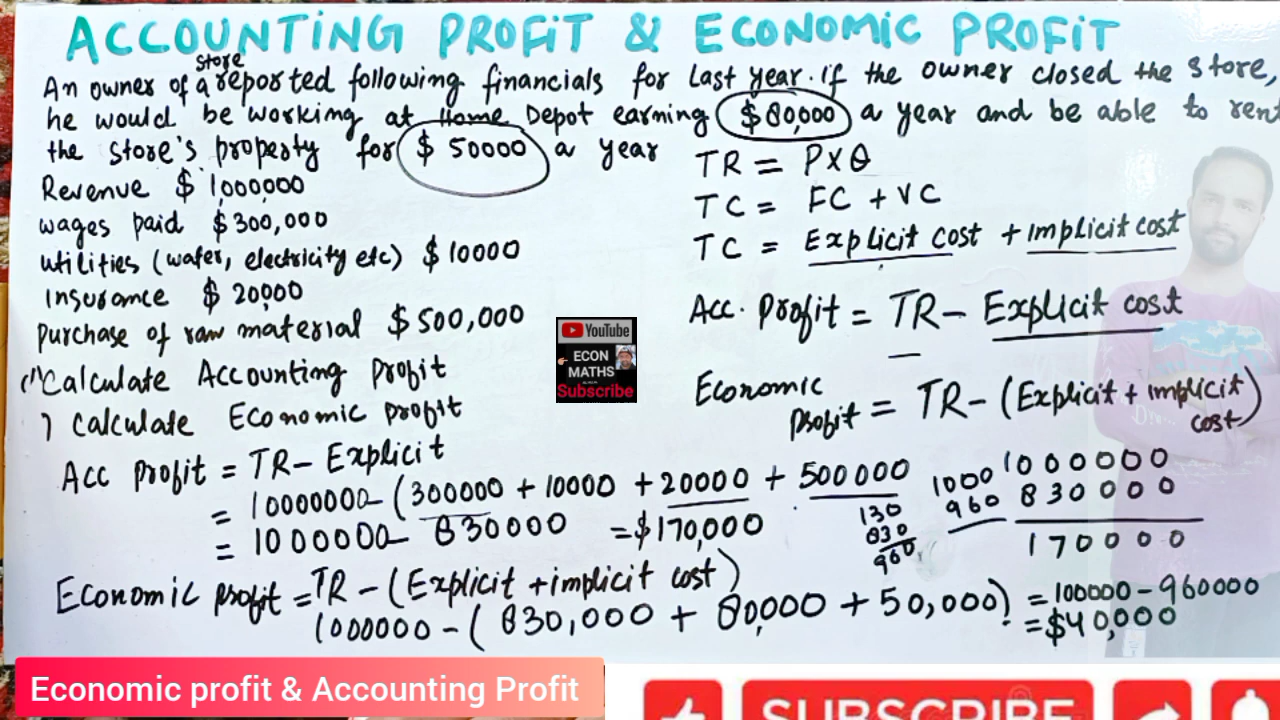 ACCOUNTING PROFIT & ECONOMIC PROFIT
An owner of a store reported following financials for last year. if the owner closed the store,
he would be working at Home Depot earning $80,000 a year and be able to rent
the store's property for $ 50000 a year
Revenue $ 1,000,000
wages paid $300,000
utilities (water, electricity etc) $ 10000
Insurance $ 20,000
Purchase of raw material $ 500,000
(1) Calculate Accounting Profit
) Calculate Economic profit
TR = P×Q
TC = FC + VC
TC = Explicit cost + implicit cost
Acc. Profit = TR - Explicit cost
Economic
Profit = TR - (Explicit + implicit
cost)
YouTube
ECON
MATHS
Subscribe
Acc Profit = TR - Explicit
= 10000000- (300000 + 10000 + 20000 + 500000
= 1000000- 830000 = $170,000
130
830
960
1000
960
1000000
830000
170000
Economic profit = TR - (Explicit + implicit cost)
1000000 - ( 830,000 + 80,000 + 50,000)
= 100000 - 960000
= $40,000
Economic profit & Accounting Profit
SUBSCRIBE